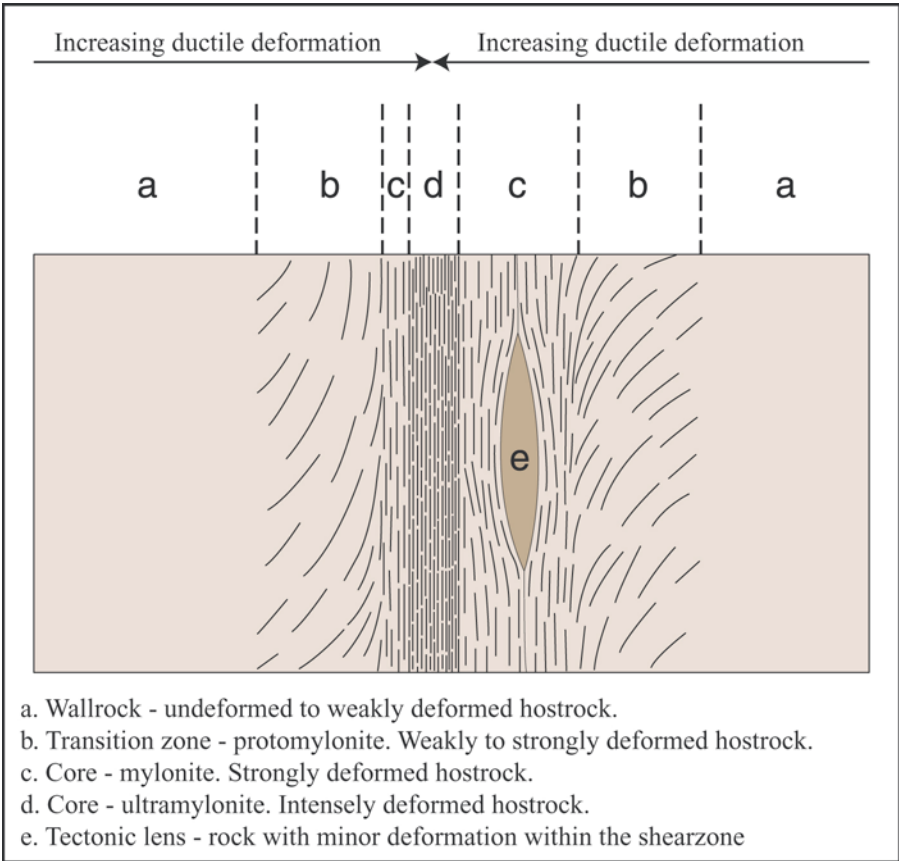 Increasing ductile deformation Increasing ductile deformation
a b c d c b a
e
a. Wallrock - undeformed to weakly deformed hostrock.
b. Transition zone - protomylonite. Weakly to strongly deformed hostrock.
c. Core - mylonite. Strongly deformed hostrock.
d. Core - ultramylonite. Intensely deformed hostrock.
e. Tectonic lens - rock with minor deformation within the shearzone